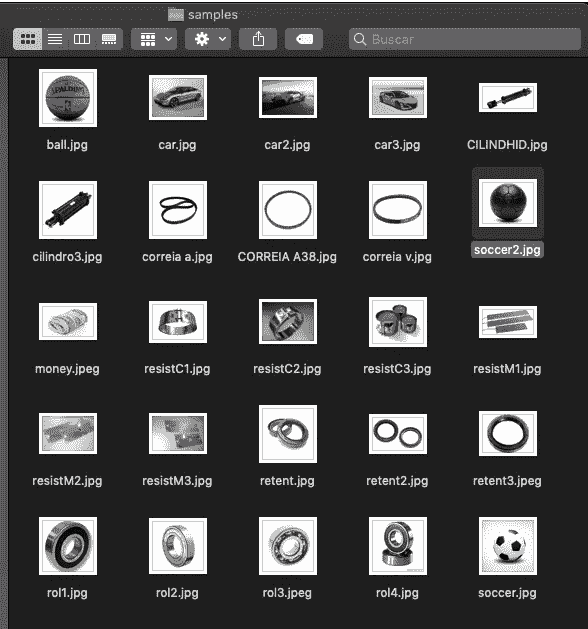 samples
Buscar
SPALDING
ball.jpg
car.jpg
car2.jpg
car3.jpg
CILINDHID.jpg
cilindro3.jpg
correia a.jpg
CORREIA A38.jpg
correia v.jpg
soccer2.jpg
money.jpeg
resistC1.jpg
resistC2.jpg
resistC3.jpg
resistM1.jpg
resistM2.jpg
resistM3.jpg
retent.jpg
retent2.jpg
retent3.jpeg
rol1.jpg
rol2.jpg
rol3.jpeg
rol4.jpg
soccer.jpg